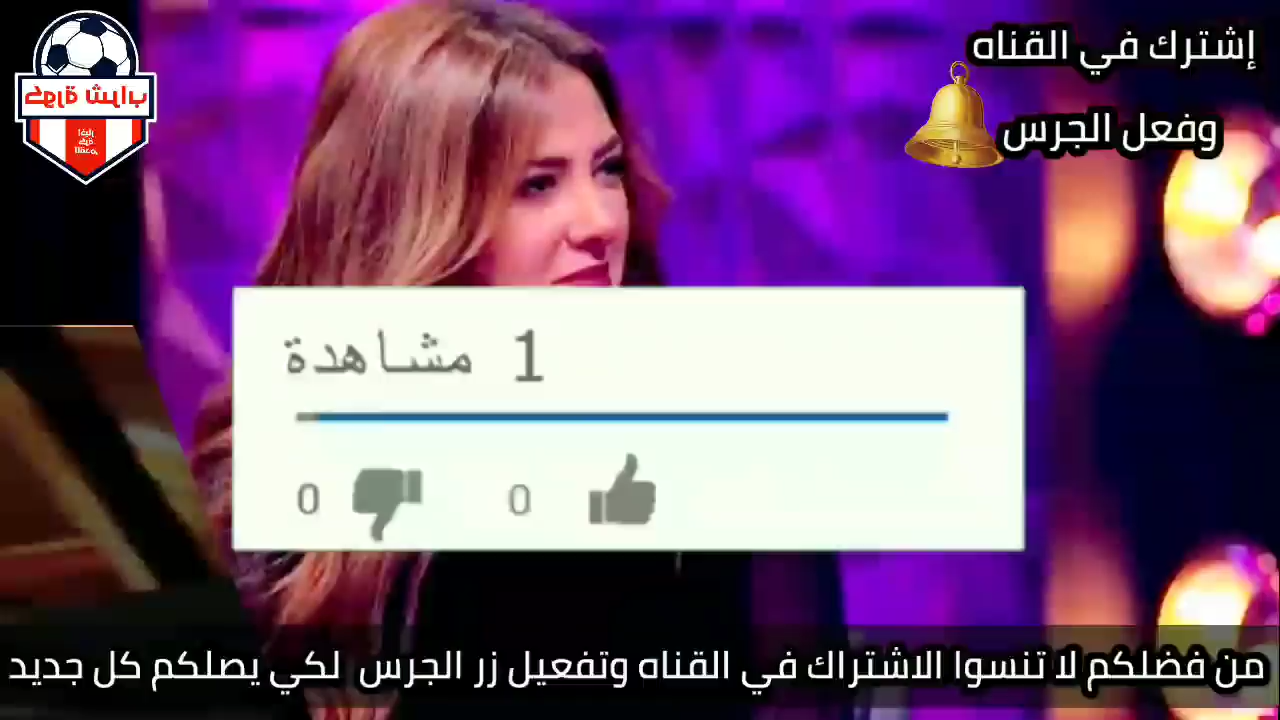 إشترك في القناه
وفعل الجرس
1 مشاهدة
0 0
من فضلكم لا تنسوا الاشتراك في القناه وتفعيل زر الجرس لكي يصلكم كل جديد